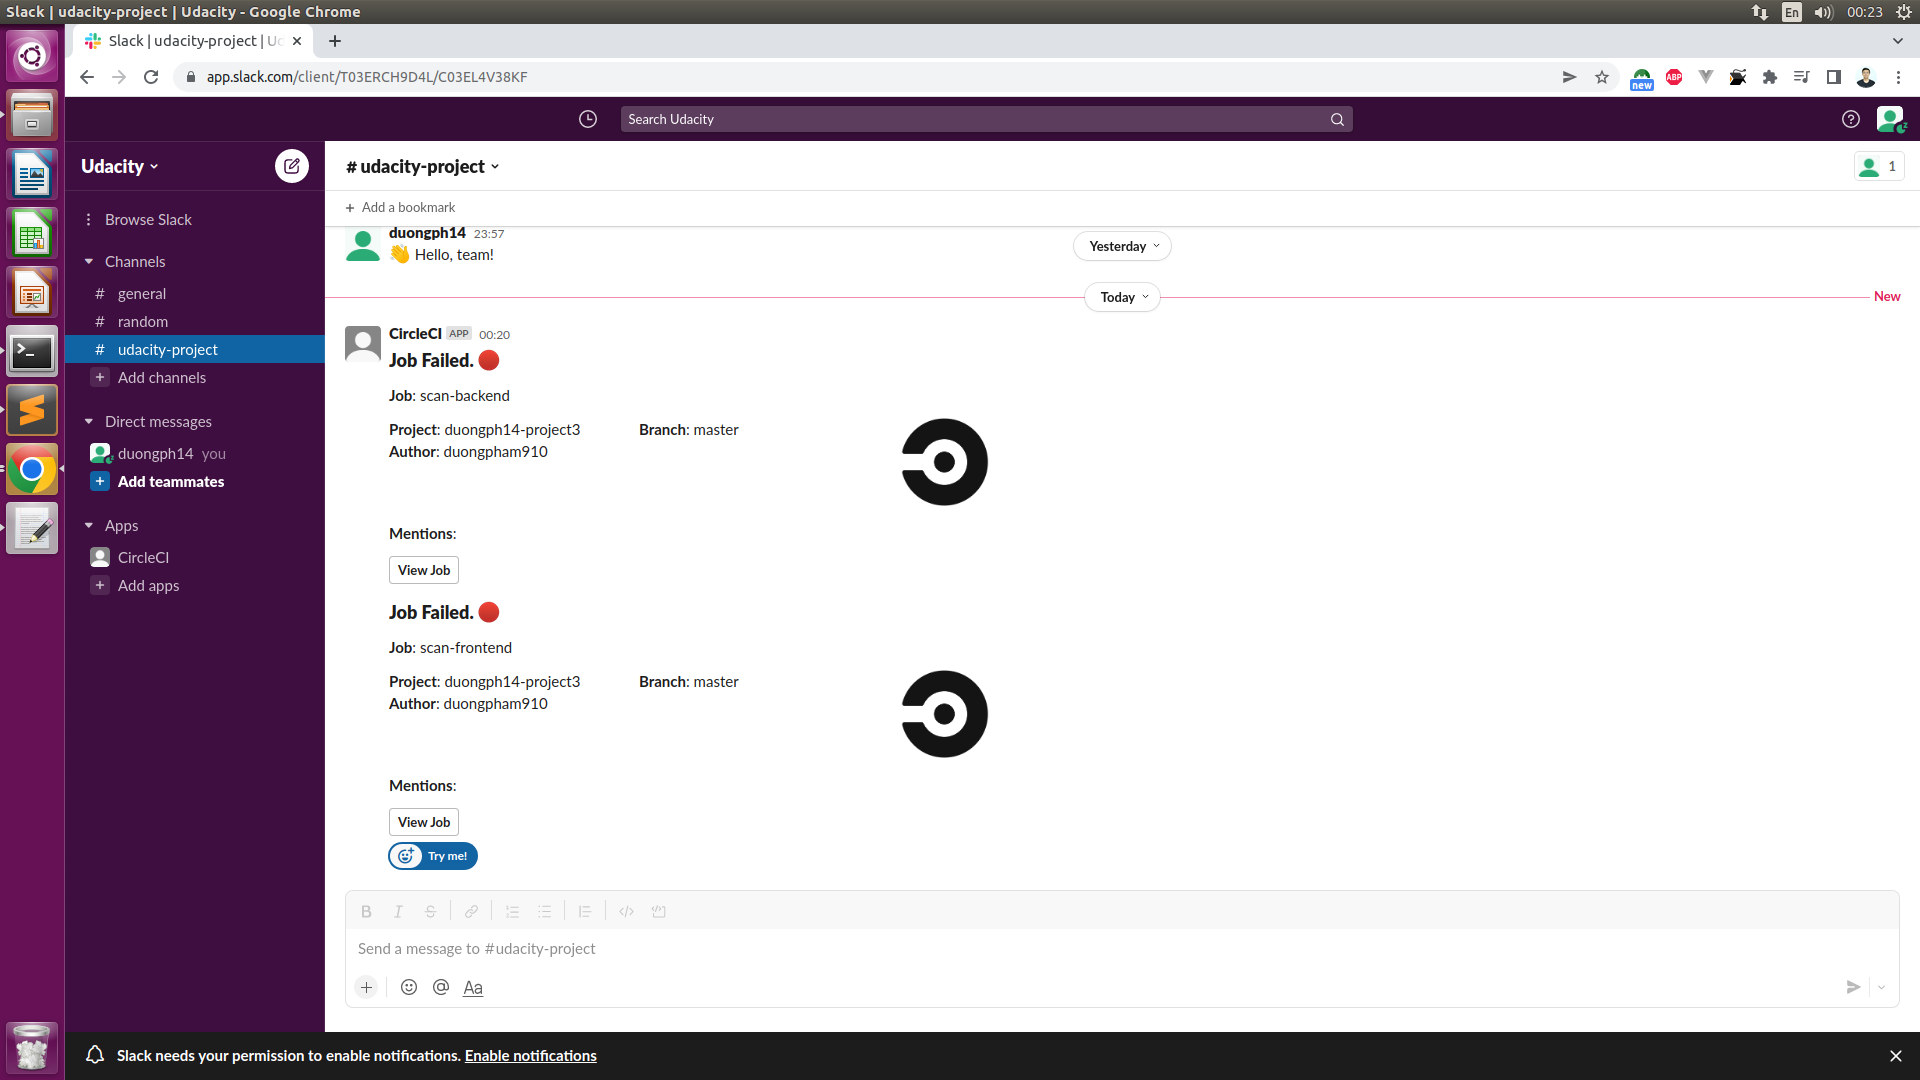 Slack | udacity-project | Udacity - Google Chrome
En
00:23
Slack | udacity-project | Ud
app.slack.com/client/T03ERCH9D4L/C03EL4V38KF
new
ABP
Search Udacity
Udacity
# udacity-project
1
+ Add a bookmark
Browse Slack
Channels
# general
# random
# udacity-project
+ Add channels
Direct messages
duongph14 you
+ Add teammates
Apps
CircleCI
+ Add apps
duongph14 23:57
Hello, team!
Yesterday
Today
New
CircleCI APP 00:20
Job Failed.
Job: scan-backend
Project: duongph14-project3 Branch: master
Author: duongpham910
Mentions:
View Job
Job Failed.
Job: scan-frontend
Project: duongph14-project3 Branch: master
Author: duongpham910
Mentions:
View Job
Try me!
B I S
Send a message to #udacity-project
+ @ Aa
Slack needs your permission to enable notifications. Enable notifications